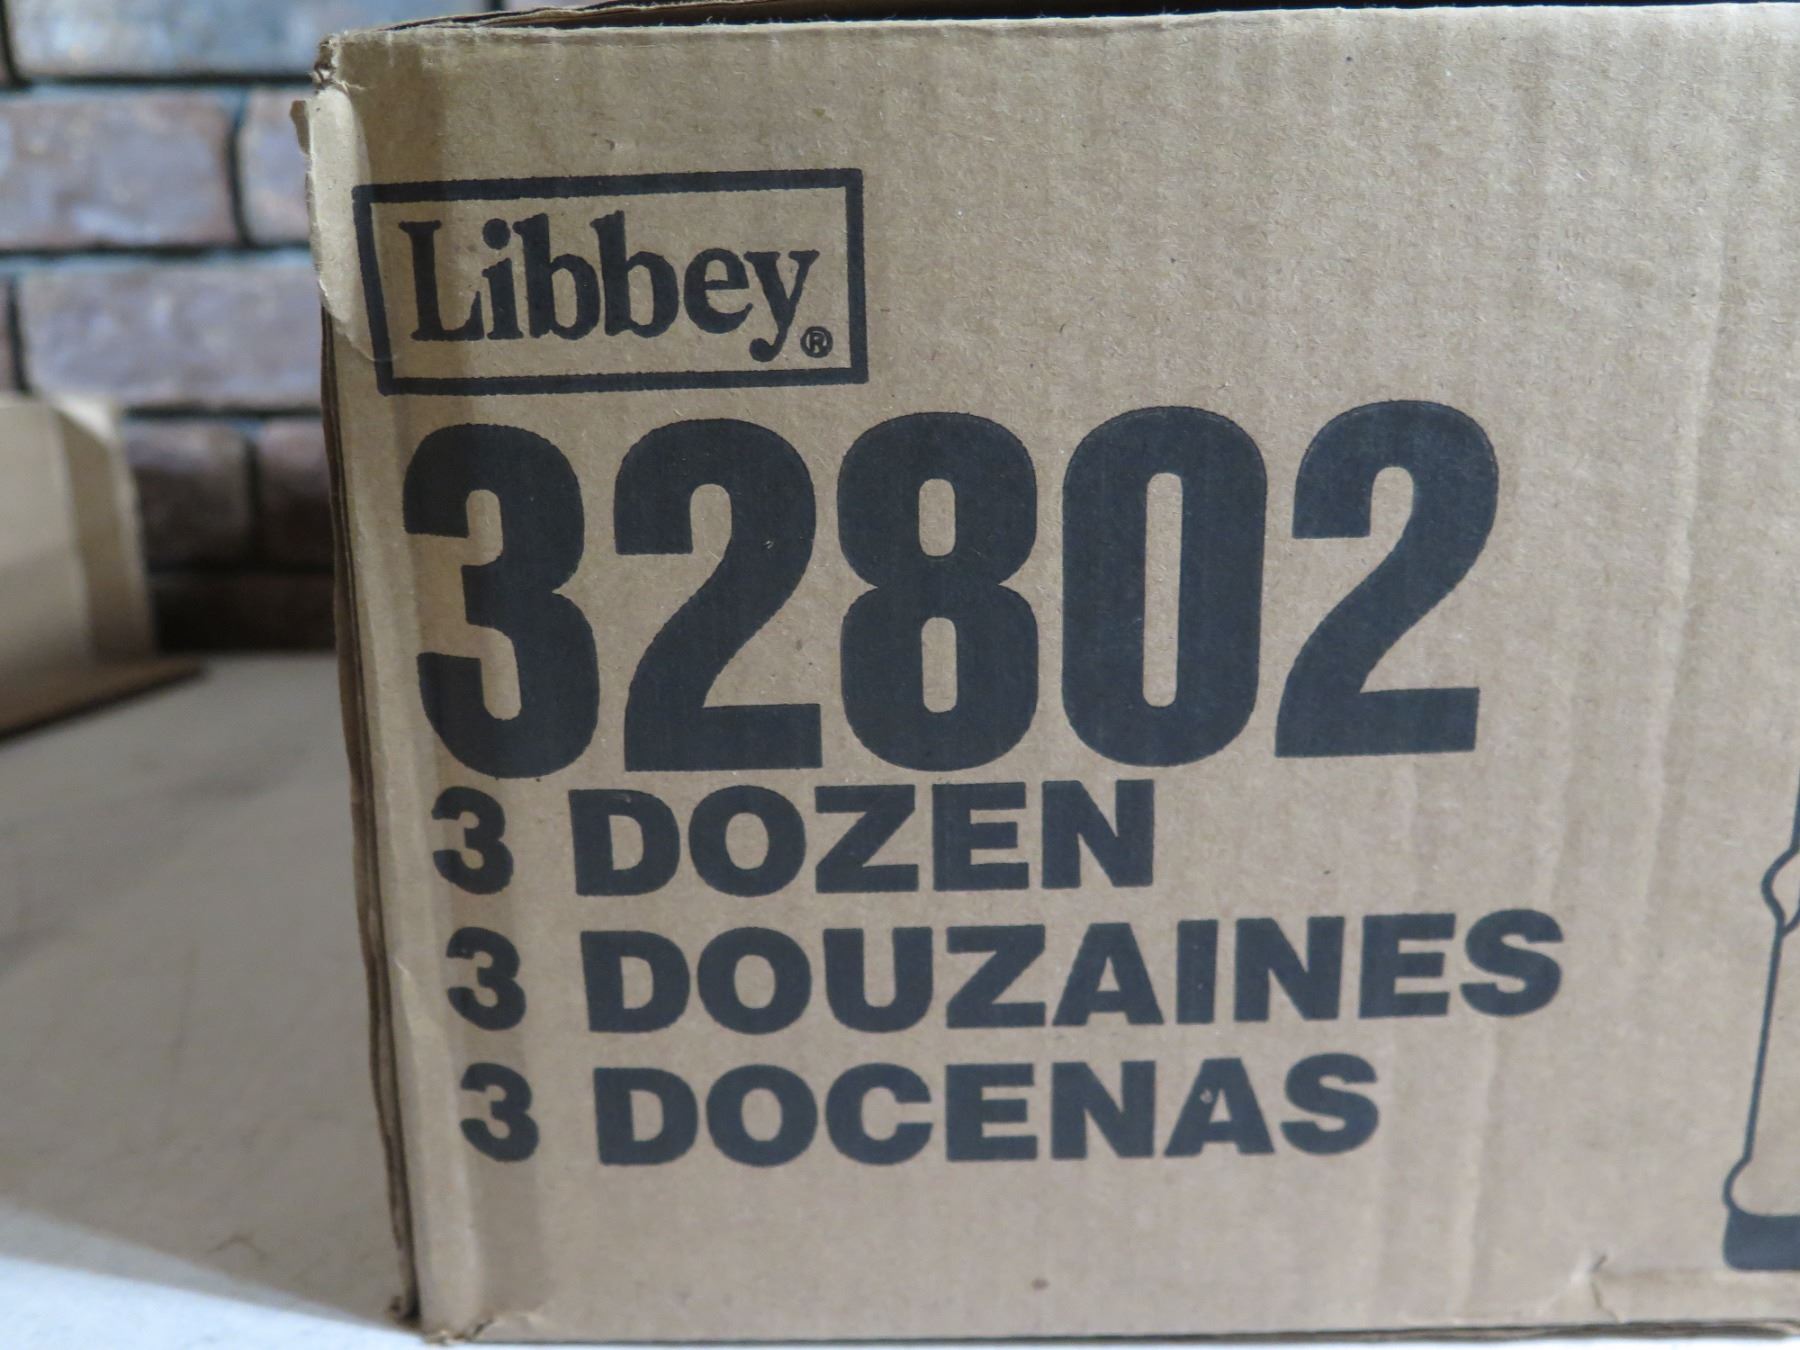 Libbey®
32802
3 DOZEN
3 DOUZAINES
3 DOCENAS